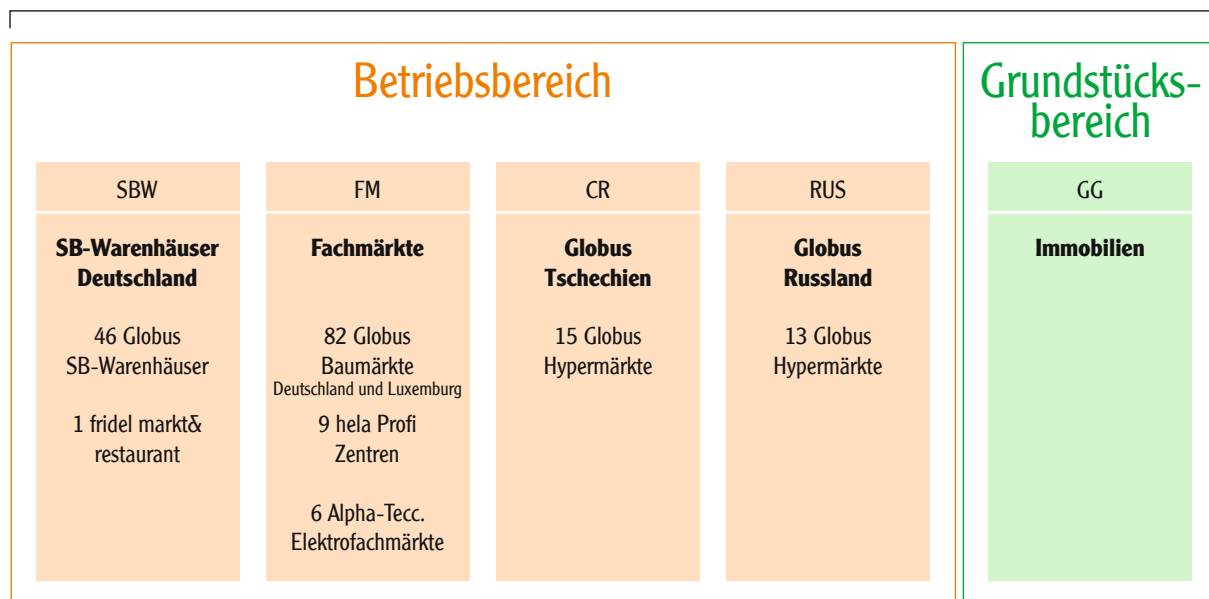 Betriebsbereich
SBW
SB-Warenhäuser
Deutschland
46 Globus
SB-Warenhäuser
1 fridel markt&
restaurant
FM
Fachmärkte
82 Globus
Baumärkte
Deutschland und Luxemburg
9 hela Profi
Zentren
6 Alpha-Tecc.
Elektrofachmärkte
CR
Globus
Tschechien
15 Globus
Hypermärkte
RUS
Globus
Russland
13 Globus
Hypermärkte
Grundstücks-
bereich
GG
Immobilien